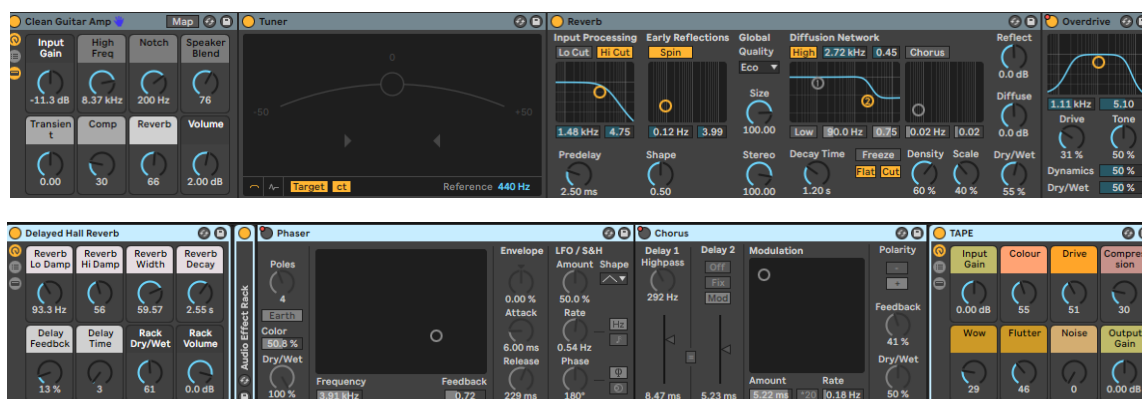 Clean Guitar Amp Map
Input Gain High Freq Notch Speaker Blend
-11.3 dB 8.37 kHz 200 Hz 76
Transien t Comp Reverb Volume
0.00 30 66 2.00 dB
Tuner
0
-50 +50
Target ct Reference 440 Hz
Reverb
Input Processing
Lo Cut Hi Cut
1.48 kHz 4.75
Predelay
2.50 ms
Early Reflections
Spin
0.12 Hz 3.99
Shape
0.50
Global
Quality
Eco
Size
100.00
Stereo
100.00
Diffusion Network
High 2.72 kHz 0.45 Chorus
1
2
Low 90.0 Hz 0.75 0.02 Hz 0.02
Decay Time Freeze Density Scale
Flat Cut
1.20 s 60 % 40 %
Reflect
0.0 dB
Diffuse
0.0 dB
Dry/Wet
55 %
Overdrive
1.11 kHz 5.10
Drive Tone
31 % 50 %
Dynamics 50 %
Dry/Wet 50 %
Delayed Hall Reverb
Reverb Lo Damp Reverb Hi Damp Reverb Width Reverb Decay
93.3 Hz 56 59.57 2.55 s
Delay Feedbck Delay Time Rack Dry/Wet Rack Volume
13 % 3 61 0.0 dB
Audio Effect Rack
Phaser
Poles
4
Earth
Color
50.8 %
Dry/Wet
100 %
Frequency Feedback
3.91 kHz 0.72
Envelope
0.00 %
Attack
6.00 ms
Release
229 ms
LFO / S&H
Amount Shape
50.0 %
Rate
Hz
0.54 Hz
Phase
180°
Chorus
Delay 1 Delay 2
Highpass
Off
Fix
Mod
292 Hz
8.47 ms 5.23 ms
Modulation
Amount Rate
5.22 ms *20 0.18 Hz
Polarity
-
+
Feedback
41 %
Dry/Wet
50 %
TAPE
Input Gain Colour Drive Compres sion
0.00 dB 55 51 30
Wow Flutter Noise Output Gain
29 46 0 0.00 dB